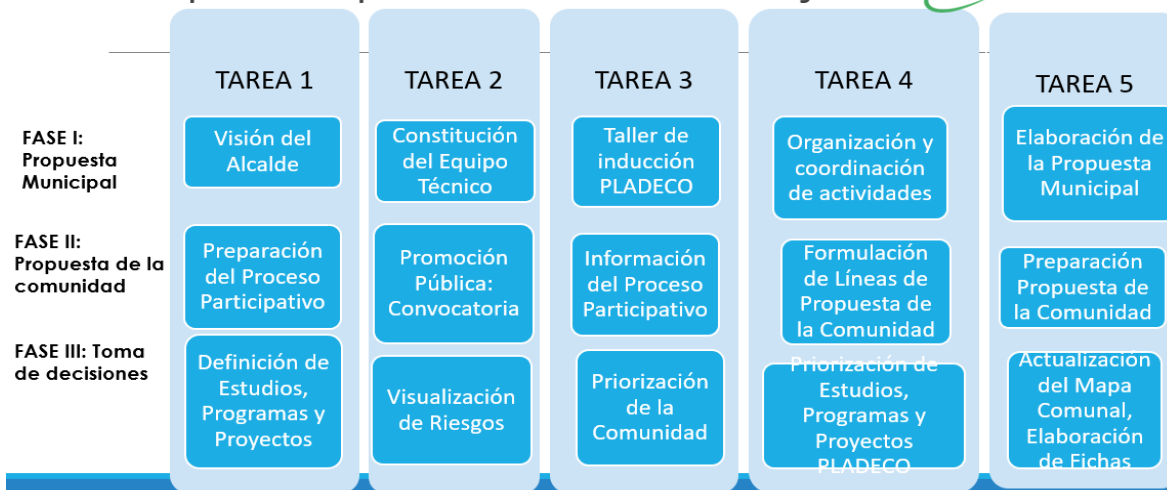 TAREA 1
TAREA 2
TAREA 3
TAREA 4
TAREA 5
FASE I:
Propuesta
Municipal
Visión del
Alcalde
Constitución
del Equipo
Técnico
Taller de
inducción
PLADECO
Organización y
coordinación
de actividades
Elaboración de
la Propuesta
Municipal
FASE II:
Propuesta de la
comunidad
Preparación
del Proceso
Participativo
Promoción
Pública:
Convocatoria
Información
del Proceso
Participativo
Formulación
de Líneas de
Propuesta de
la Comunidad
Preparación
Propuesta de
la Comunidad
FASE III: Toma
de decisiones
Definición de
Estudios,
Programas y
Proyectos
Visualización
de Riesgos
Priorización
de la
Comunidad
Priorización de
Estudios,
Programas y
Proyectos
PLADECO
Actualización
del Mapa
Comunal,
Elaboración
de Fichas